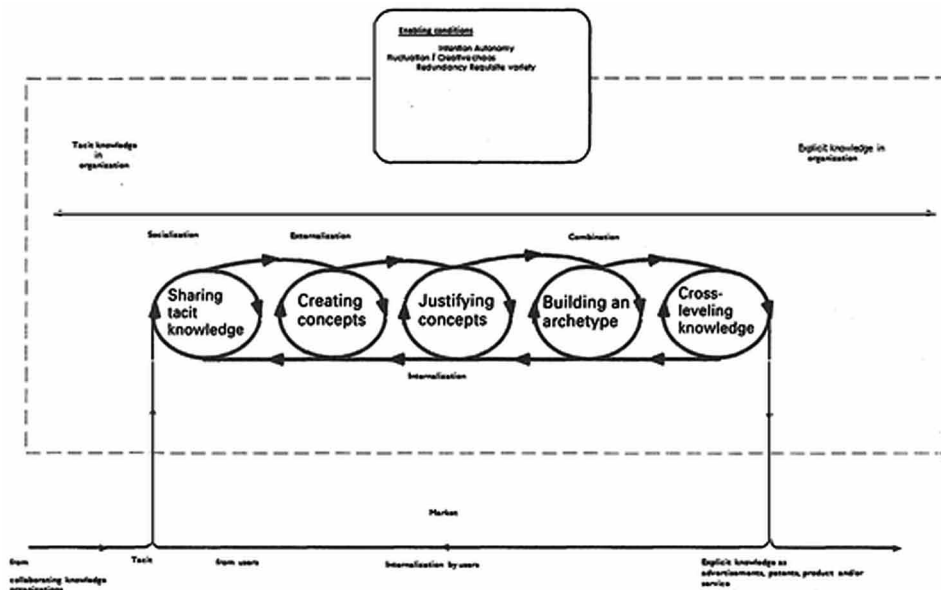 Enabling conditions
Intention Autonomy
Fluctuation / Creative chaos
Redundancy Requisite variety
Tacit knowledge
in
organization
Explicit knowledge in
organization
Socialization
Externalization
Combination
Sharing
tacit
knowledge
Creating
concepts
Justifying
concepts
Building an
archetype
Cross-
leveling
knowledge
Internalization
Market
from
collaborating knowledge
organizations
Tacit
from users
Internalization by users
Explicit knowledge as
advertisements, patents, product and/or
service